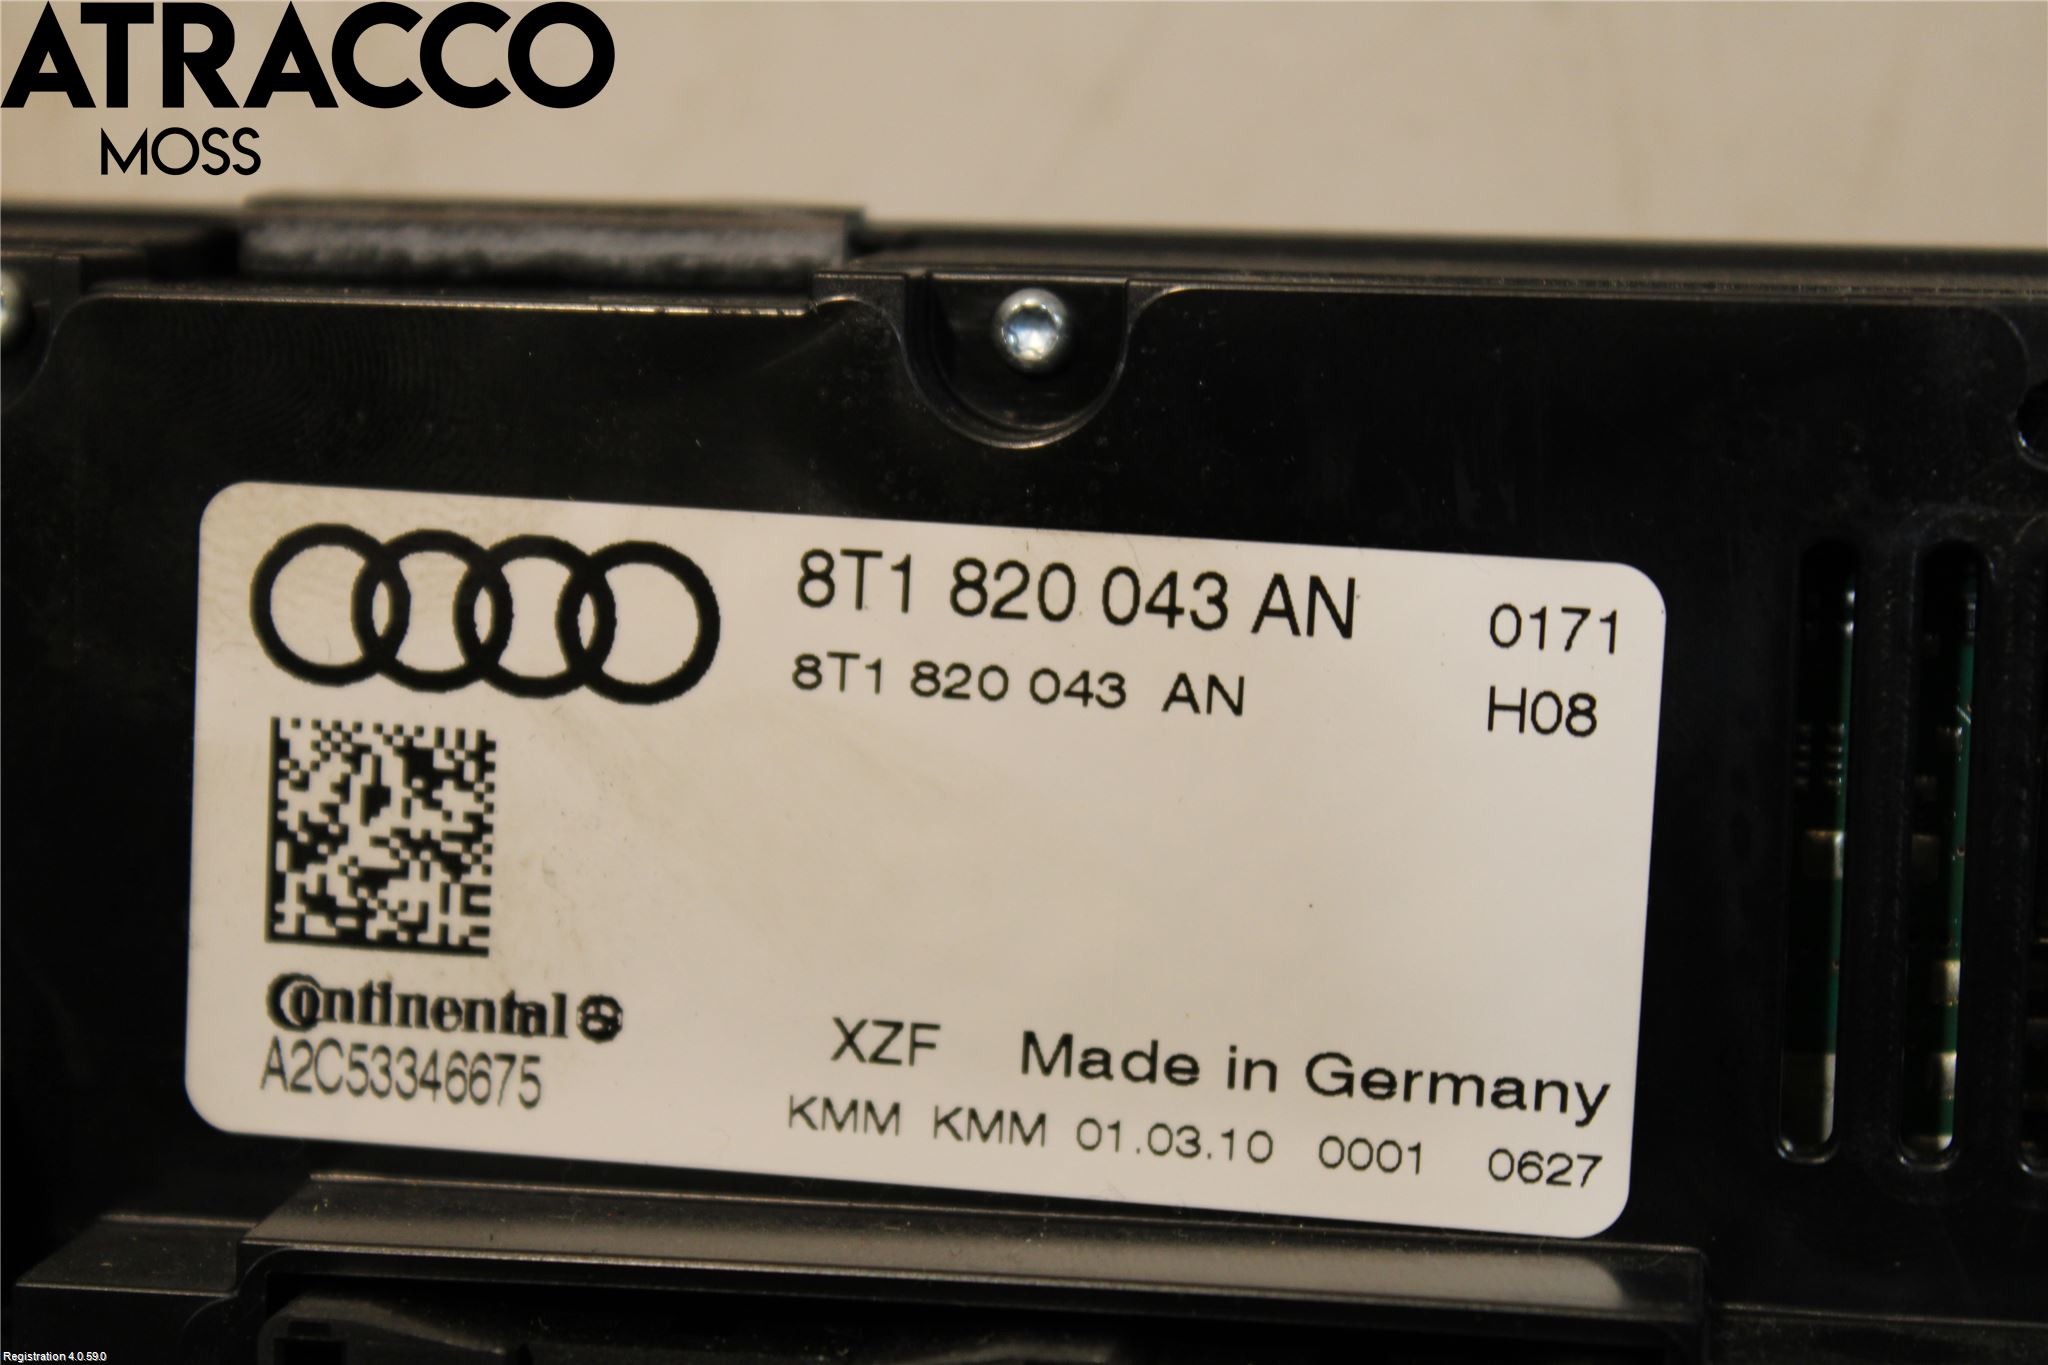 ATRACCO
MOSS
8T1 820 043 AN 0171
8T1 820 043 AN H08
Continental
A2C53346675
XZF Made in Germany
KMM KMM 01.03.10 0001 0627
Registration 4.0.59.0